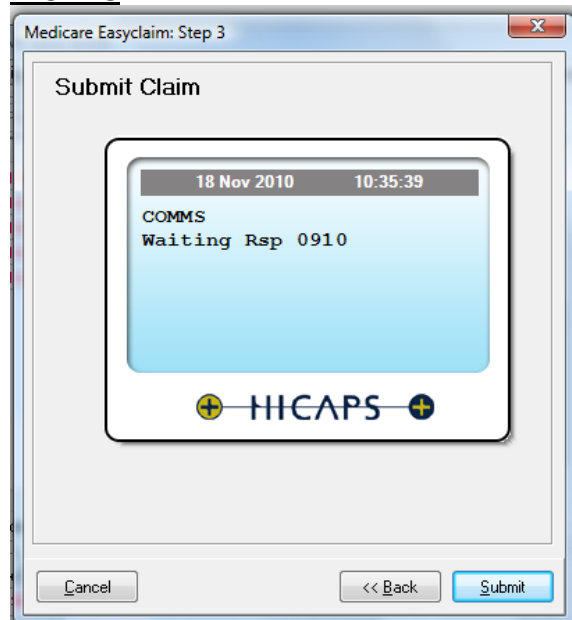 Medicare Easyclaim: Step 3
Submit Claim
18 Nov 2010 10:35:39
COMMS
Waiting Rsp 0910
HICAPS
Cancel
<< Back
Submit